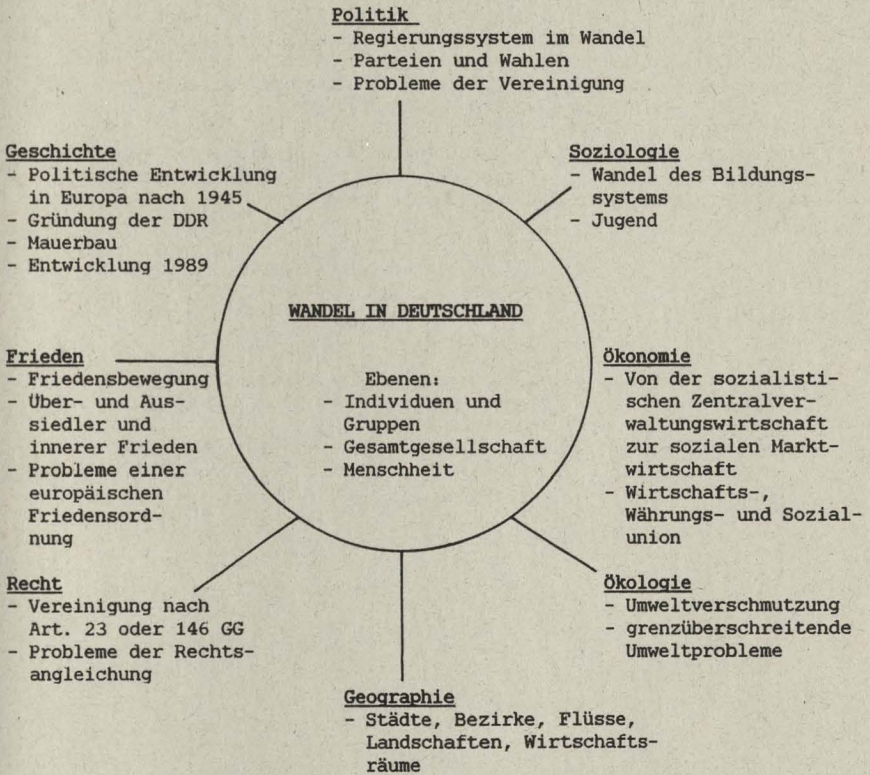 Politik
- Regierungssystem im Wandel
- Parteien und Wahlen
- Probleme der Vereinigung
Geschichte
- Politische Entwicklung
in Europa nach 1945
- Gründung der DDR
- Mauerbau
- Entwicklung 1989
Soziologie
- Wandel des Bildungs-
systems
- Jugend
WANDEL IN DEUTSCHLAND
Ebenen:
- Individuen und
Gruppen
- Gesamtgesellschaft
- Menschheit
Frieden
- Friedensbewegung
- Über- und Aus-
siedler und
innerer Frieden
- Probleme einer
europäischen
Friedensord-
nung
Ökonomie
- Von der sozialisti-
schen Zentralver-
waltungswirtschaft
zur sozialen Markt-
wirtschaft
- Wirtschafts-,
Währungs- und Sozial-
union
Recht
- Vereinigung nach
Art. 23 oder 146 GG
- Probleme der Rechts-
angleichung
Ökologie
- Umweltverschmutzung
- grenzüberschreitende
Umweltprobleme
Geographie
- Städte, Bezirke, Flüsse,
Landschaften, Wirtschafts-
räume